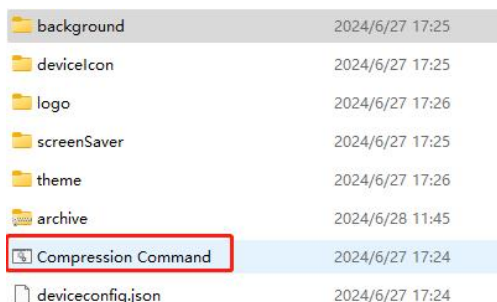 background 2024/6/27 17:25
deviceIcon 2024/6/27 17:25
logo 2024/6/27 17:26
screenSaver 2024/6/27 17:25
theme 2024/6/27 17:26
archive 2024/6/28 11:45
Compression Command 2024/6/27 17:24
deviceconfig.json 2024/6/27 17:24